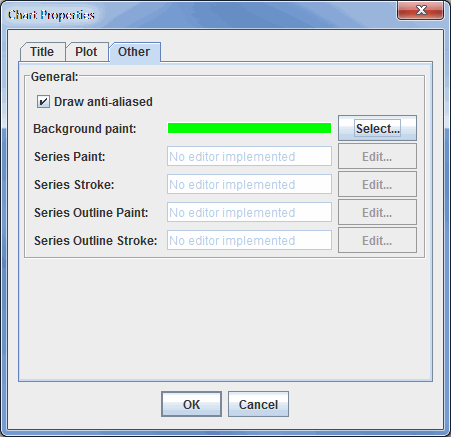 Chart Properties
Title Plot Other
General:
Draw anti-aliased
Background paint: Select...
Series Paint: No editor implemented Edit...
Series Stroke: No editor implemented Edit...
Series Outline Paint: No editor implemented Edit...
Series Outline Stroke: No editor implemented Edit...
OK Cancel